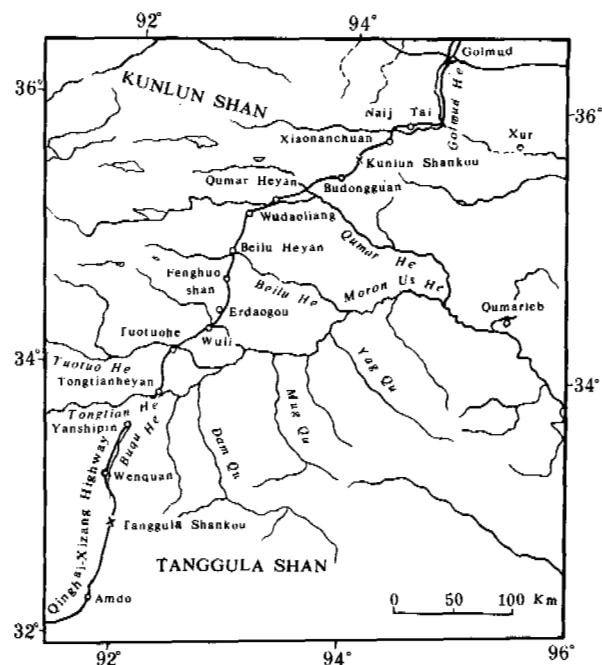 92° 94°
Golmud
36°
KUNLUN SHAN
Golmud He
36°
Naij Tai
Xiaonanchuan
Xur
Kunlun Shankou
Qumar Heyan
Budongguan
Wudaoliang
Qumar He
Beilu Heyan
Fenghuo
shan
Beilu He
Moron Us He
Qumarleb
Erdaogou
Wuli
Tuotuohe
34°
34°
Tuotuo He
Tongtianheyan
Yag Qu
Tongtian He
Mug Qu
Yanshipin
Buqu He
Dam Qu
Qinghai-Xizang Highway
Wenquan
Tanggula Shankou
TANGGULA SHAN
Amdo
0 50 100 Km
32°
92° 94° 96°